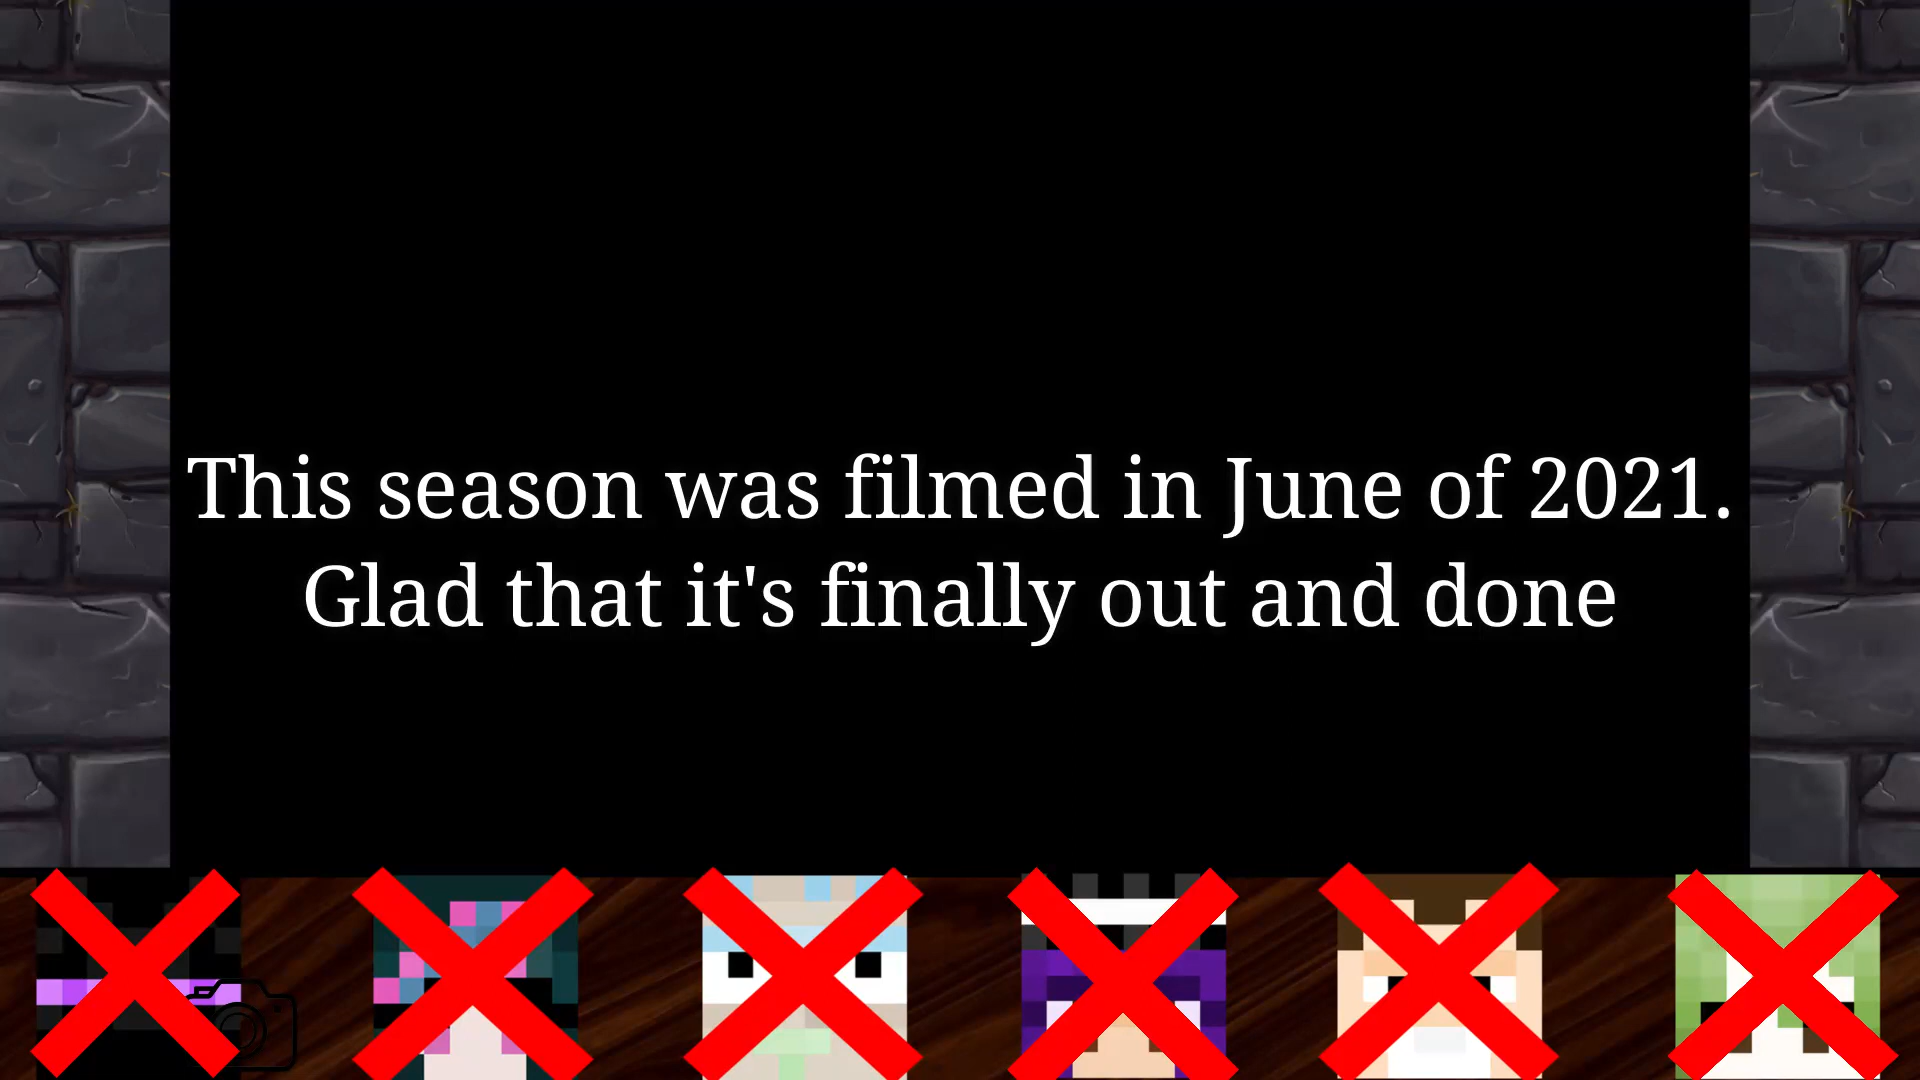 This season was filmed in June of 2021.
Glad that it's finally out and done